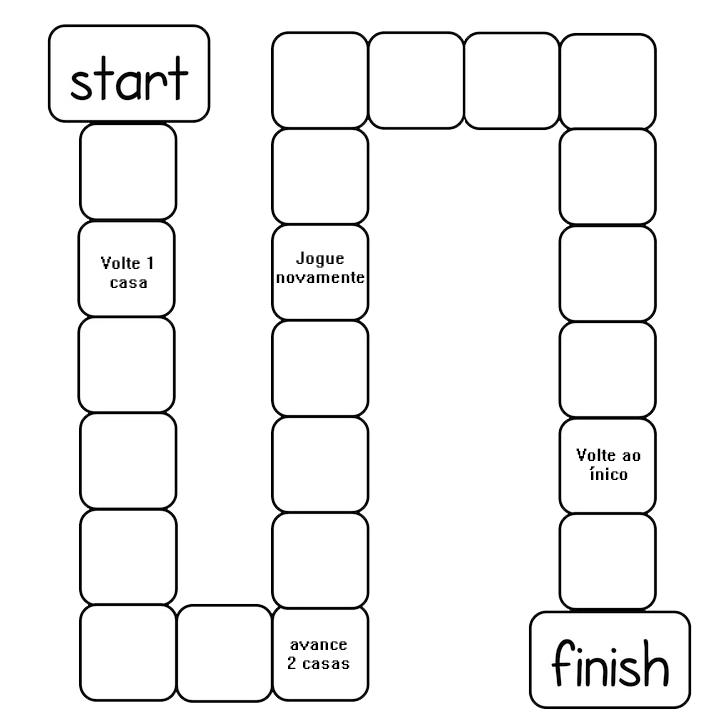 start
Volte 1
casa
avance
2 casas
Jogue
novamente
Volte ao
ínico
finish